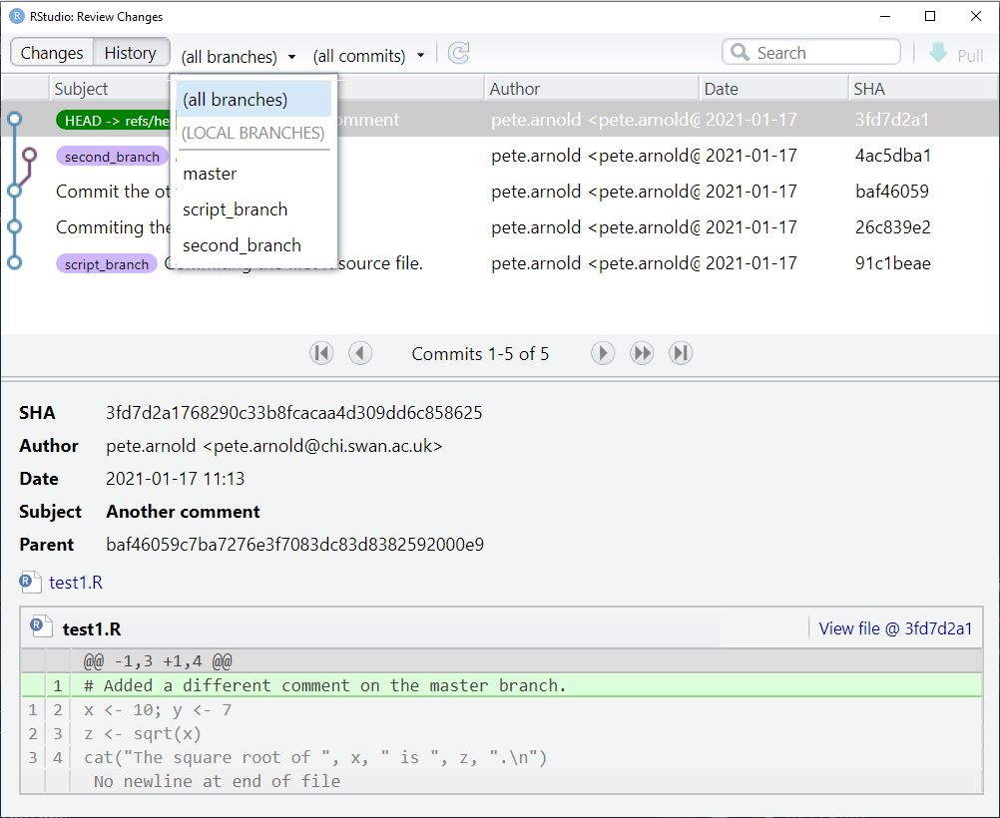 RStudio: Review Changes
Changes History (all branches) (all commits) Search Pull
Subject Author Date SHA
HEAD -> refs/he omment pete.arnold <pete.arnold@ 2021-01-17 3fd7d2a1
second_branch pete.arnold <pete.arnold@ 2021-01-17 4ac5dba1
Commit the ot pete.arnold <pete.arnold@ 2021-01-17 baf46059
Commiting the pete.arnold <pete.arnold@ 2021-01-17 26c839e2
script_branch source file. pete.arnold <pete.arnold@ 2021-01-17 91c1beae
(all branches)
(LOCAL BRANCHES)
master
script_branch
second_branch
Commits 1-5 of 5
SHA 3fd7d2a1768290c33b8fcacaa4d309dd6c858625
Author pete.arnold <pete.arnold@chi.swan.ac.uk>
Date 2021-01-17 11:13
Subject Another comment
Parent baf46059c7ba7276e3f7083dc83d8382592000e9
test1.R
test1.R View file @ 3fd7d2a1
@@ -1,3 +1,4 @@
1 # Added a different comment on the master branch.
1 2 x <- 10; y <- 7
2 3 z <- sqrt(x)
3 4 cat("The square root of ", x, " is ", z, ".\n")
No newline at end of file